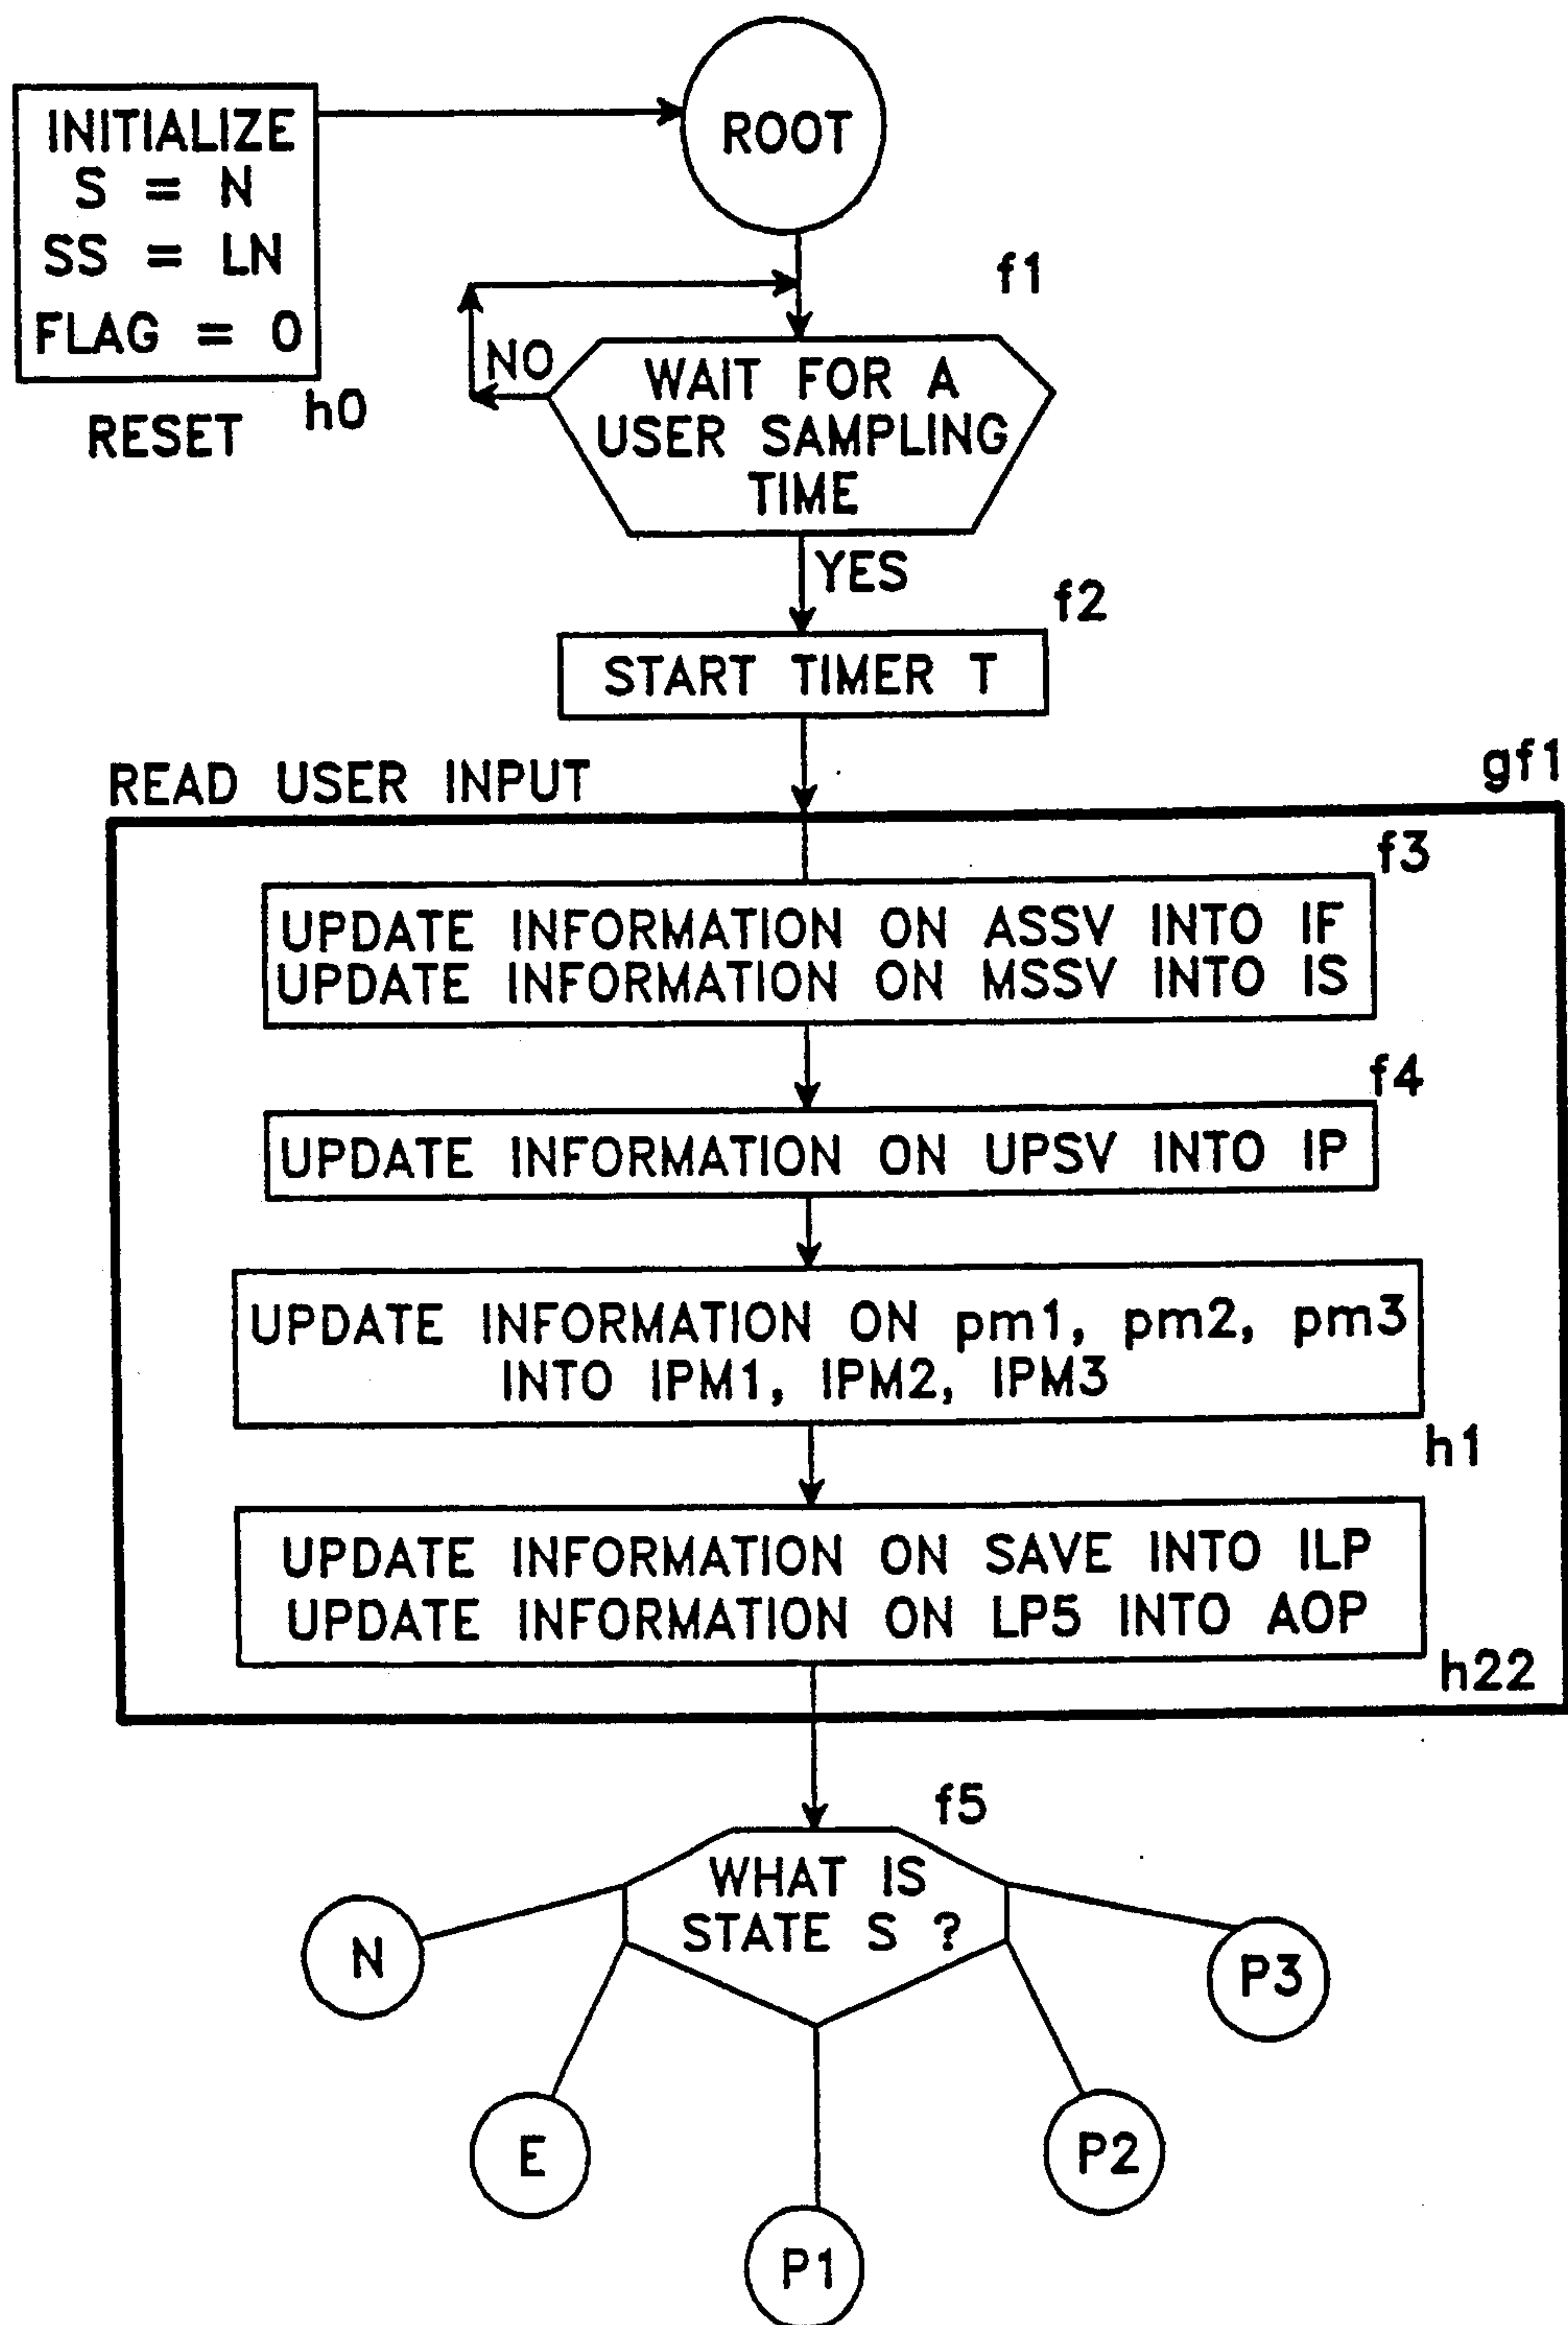 INITIALIZE
S = N
SS = LN
FLAG = 0
h0
RESET
ROOT
f1
NO
WAIT FOR A
USER SAMPLING
TIME
YES
f2
START TIMER T
READ USER INPUT
gf1
f3
UPDATE INFORMATION ON ASSV INTO IF
UPDATE INFORMATION ON MSSV INTO IS
f4
UPDATE INFORMATION ON UPSV INTO IP
UPDATE INFORMATION ON pm1, pm2, pm3
INTO IPM1, IPM2, IPM3
h1
UPDATE INFORMATION ON SAVE INTO ILP
UPDATE INFORMATION ON LP5 INTO AOP
h22
f5
WHAT IS
STATE S ?
N
P3
E
P2
P1